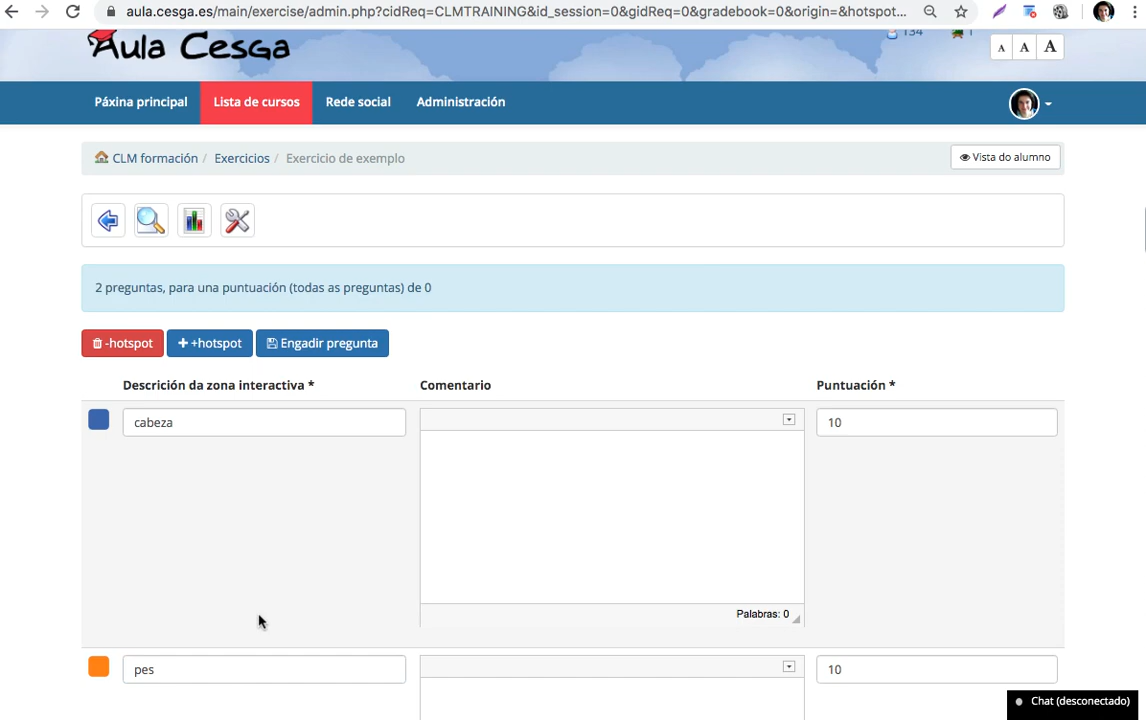 aula.cesga.es/main/exercise/admin.php?cidReq=CLMTRAINING&id_session=0&gidReq=0&gradebook=0&origin=&hotspot...
Aula Cesga
134
1
A A A
Páxina principal Lista de cursos Rede social Administración
CLM formación / Exercicios / Exercicio de exemplo
Vista do alumno
2 preguntas, para una puntuación (todas as preguntas) de 0
-hotspot +hotspot Engadir pregunta
Descrición da zona interactiva * Comentario Puntuación *
cabeza 10
Palabras: 0
pes 10
Chat (desconectado)